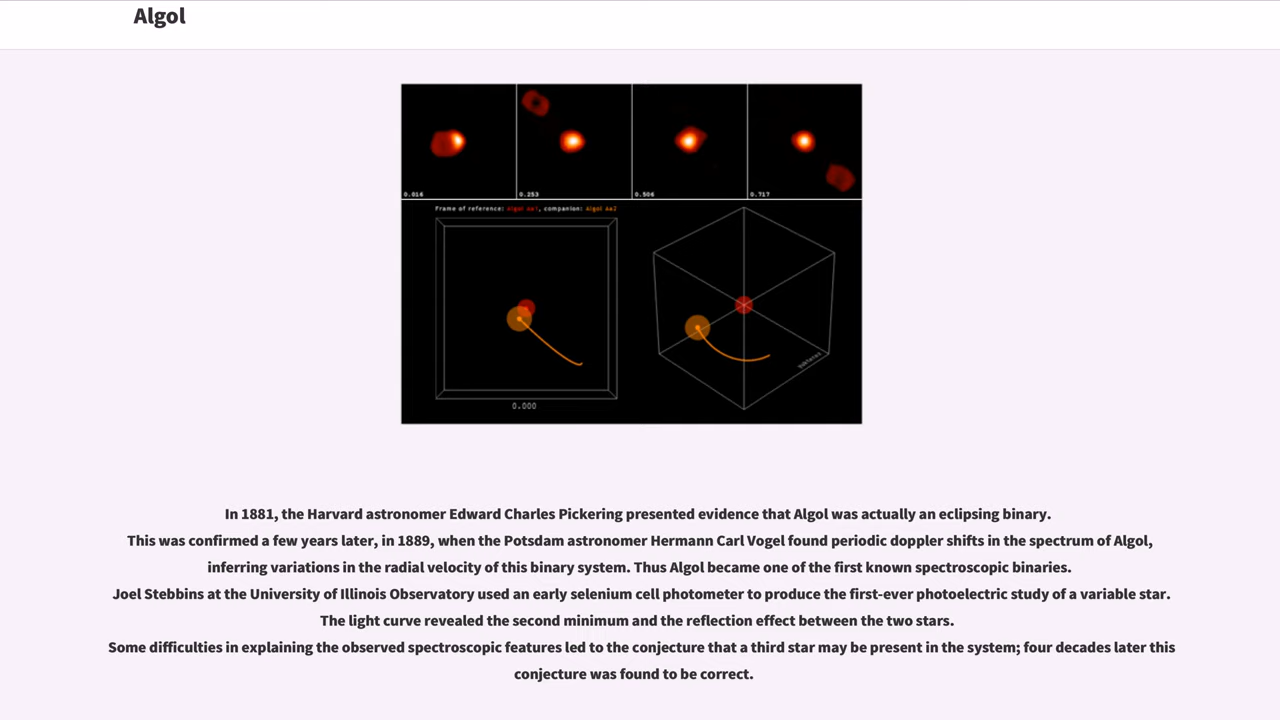 Algol
0.016
0.253
0.506
0.717
Frame of reference: Algol Aa1, companion: Algol Aa2
0.000
In 1881, the Harvard astronomer Edward Charles Pickering presented evidence that Algol was actually an eclipsing binary.
This was confirmed a few years later, in 1889, when the Potsdam astronomer Hermann Carl Vogel found periodic doppler shifts in the spectrum of Algol,
inferring variations in the radial velocity of this binary system. Thus Algol became one of the first known spectroscopic binaries.
Joel Stebbins at the University of Illinois Observatory used an early selenium cell photometer to produce the first-ever photoelectric study of a variable star.
The light curve revealed the second minimum and the reflection effect between the two stars.
Some difficulties in explaining the observed spectroscopic features led to the conjecture that a third star may be present in the system; four decades later this
conjecture was found to be correct.